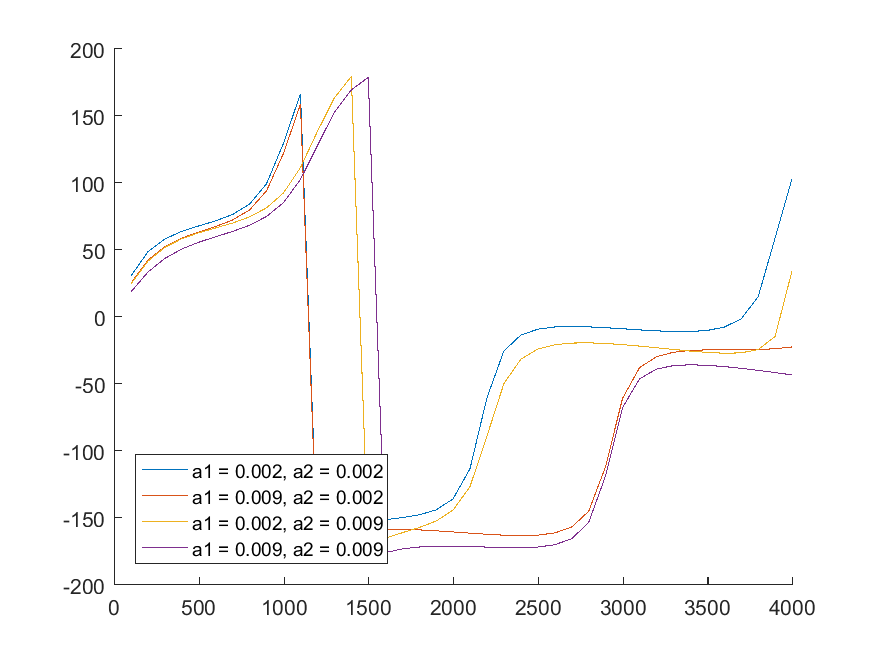 200
150
100
50
0
-50
-100
-150
-200
a1 = 0.002, a2 = 0.002
a1 = 0.009, a2 = 0.002
a1 = 0.002, a2 = 0.009
a1 = 0.009, a2 = 0.009
0 500 1000 1500 2000 2500 3000 3500 4000